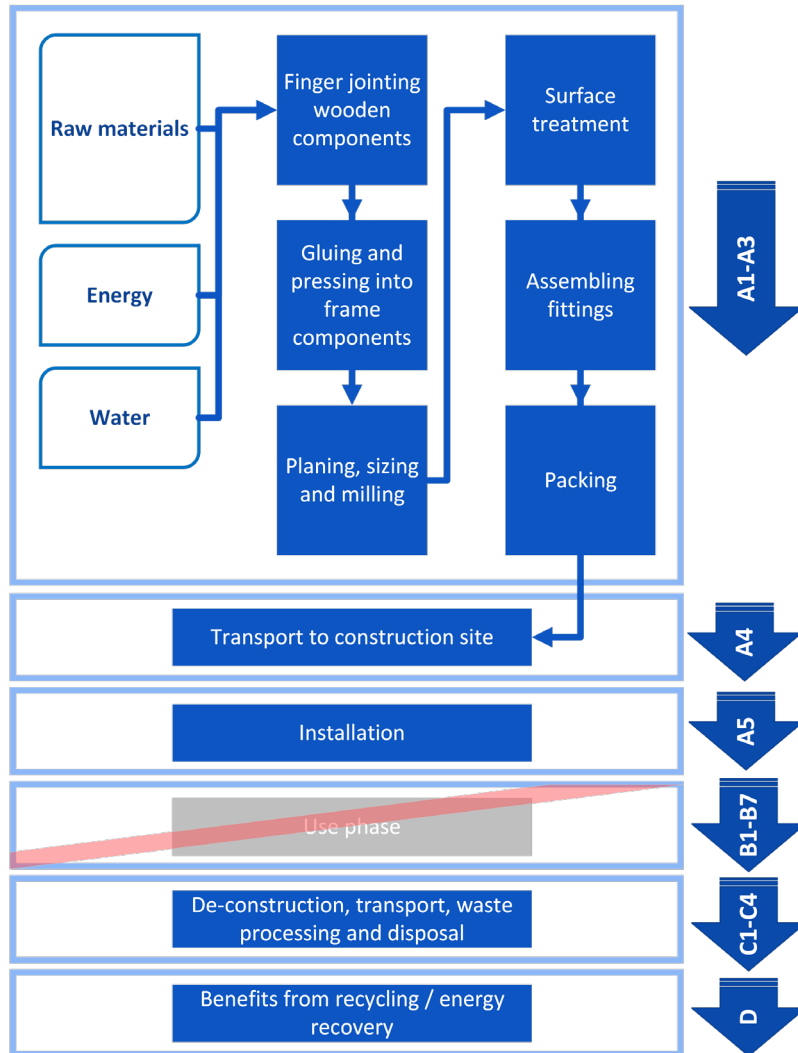 Raw materials
Energy
Water
Finger jointing
wooden
components
Gluing and
pressing into
frame
components
Planing, sizing
and milling
Surface
treatment
Assembling
fittings
Packing
A1-A3
Transport to construction site
A4
Installation
A5
Use phase
B1-B7
De-construction, transport, waste
processing and disposal
C1-C4
Benefits from recycling / energy
recovery
D